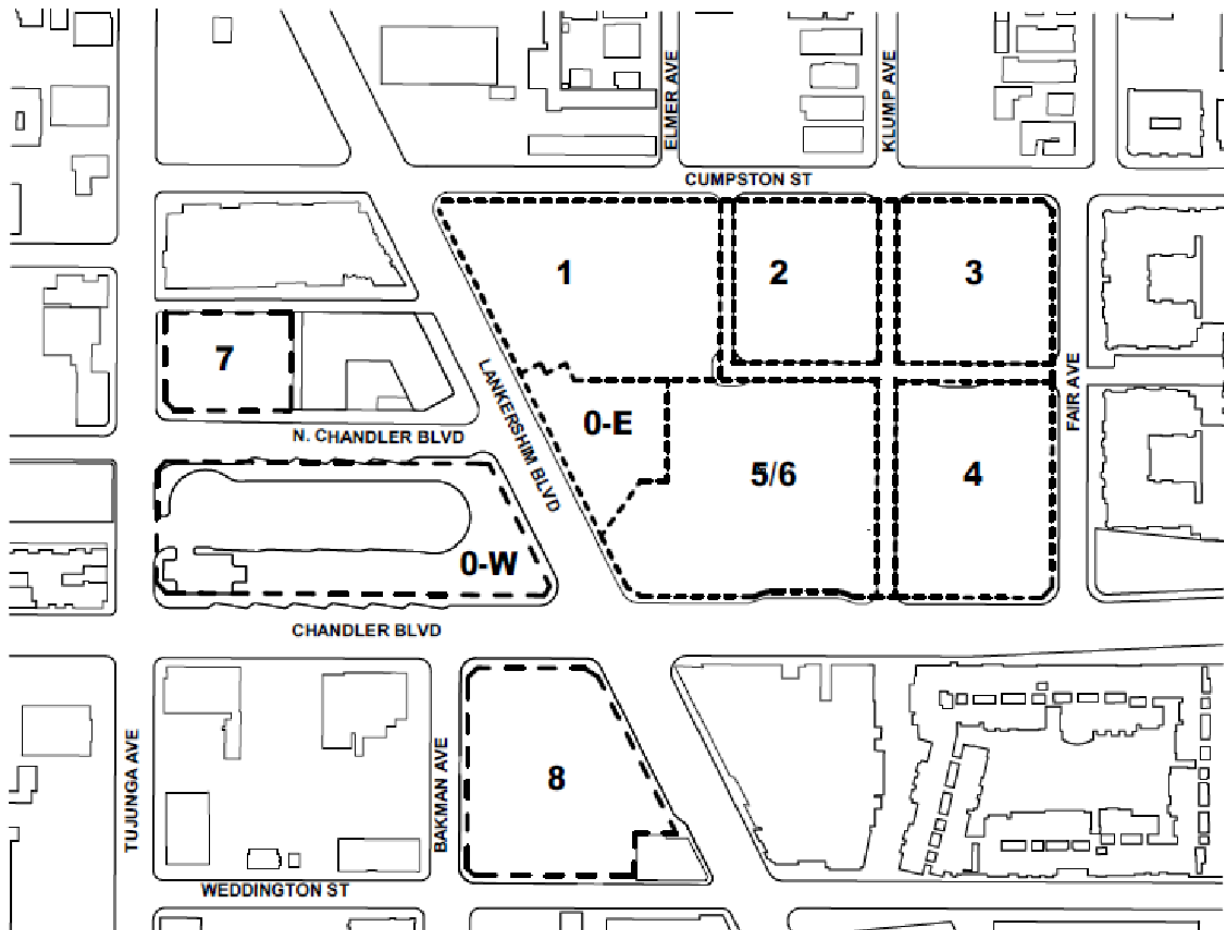 ELMER AVE
KLUMP AVE
CUMPSTON ST
1
2
3
7
LANKERSHIM BLVD
FAIR AVE
0-E
N. CHANDLER BLVD
5/6
4
0-W
CHANDLER BLVD
TUJUNGA AVE
BAKMAN AVE
8
WEDDINGTON ST